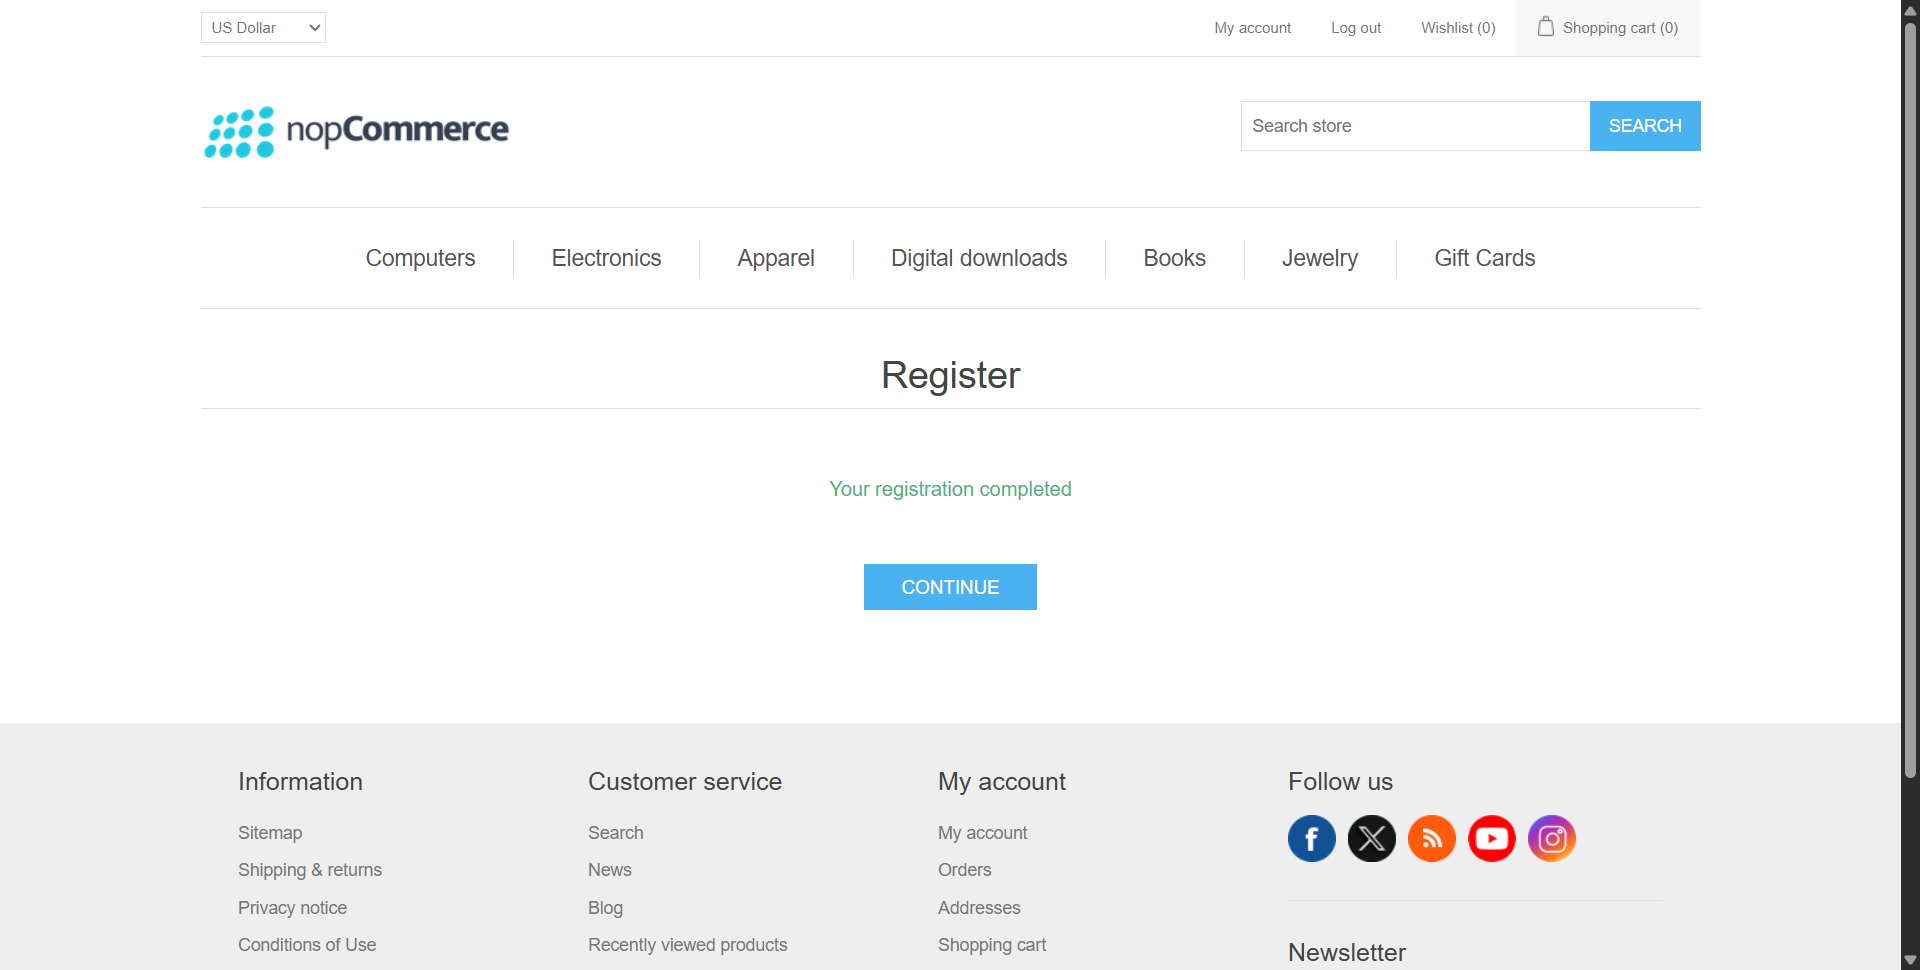 US Dollar
My account
Log out
Wishlist (0)
Shopping cart (0)
nopCommerce
Search store
SEARCH
Computers
Electronics
Apparel
Digital downloads
Books
Jewelry
Gift Cards
Register
Your registration completed
CONTINUE
Information
Sitemap
Shipping & returns
Privacy notice
Conditions of Use
Customer service
Search
News
Blog
Recently viewed products
My account
My account
Orders
Addresses
Shopping cart
Follow us
Newsletter